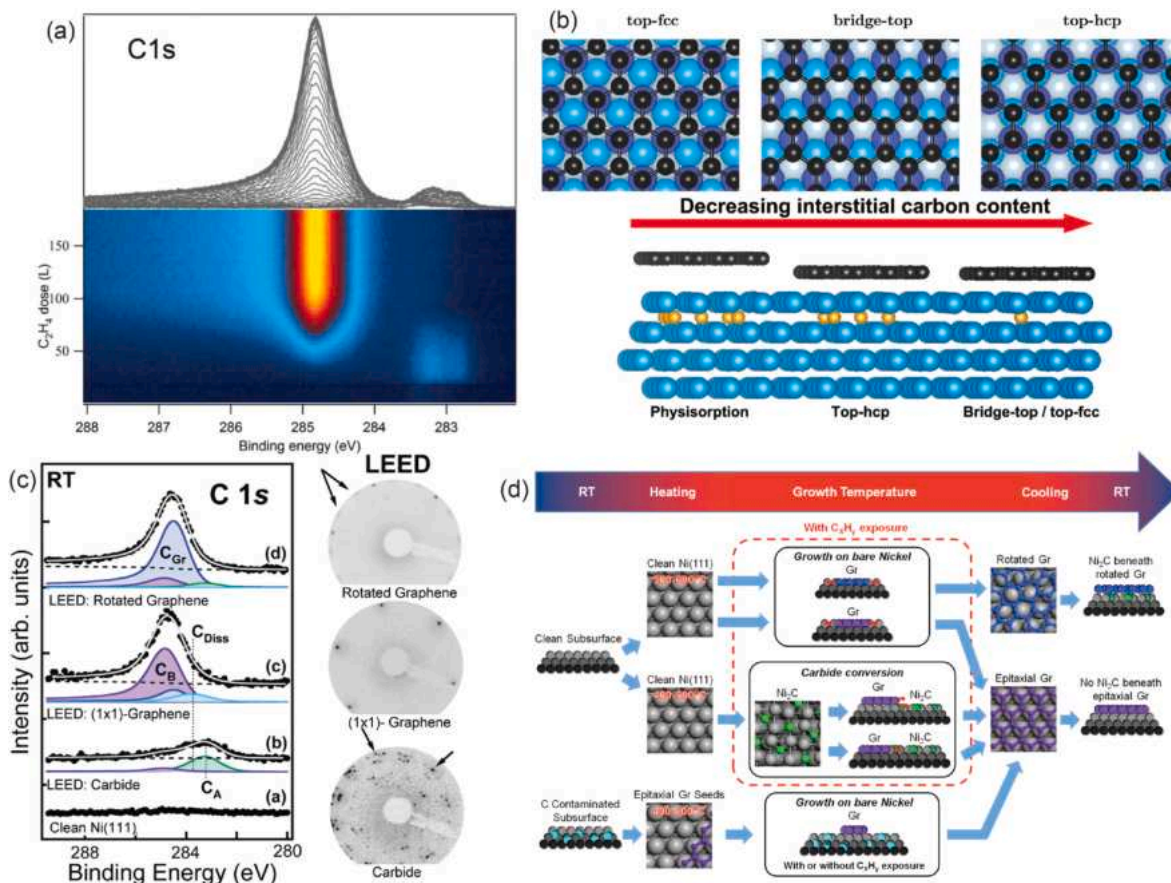 (a)
C1s
C₂H₄ dose (L)
150
100
50
288
287
286
285
284
283
Binding energy (eV)
(b)
top-fcc
bridge-top
top-hcp
Decreasing interstitial carbon content
Physisorption
Top-hcp
Bridge-top / top-fcc
(c)
RT
C 1s
Intensity (arb. units)
C_Gr
(d)
LEED: Rotated Graphene
C_Diss
C_B
(c)
LEED: (1x1)-Graphene
(b)
LEED: Carbide
C_A
(a)
Clean Ni(111)
288
284
280
Binding Energy (eV)
LEED
Rotated Graphene
(1x1)- Graphene
Carbide
(d)
RT
Heating
Growth Temperature
Cooling
RT
With CₓHᵧ exposure
Clean Ni(111)
Growth on bare Nickel
Gr
Gr
Rotated Gr
Ni₂C beneath
rotated Gr
Clean Subsurface
Clean Ni(111)
Carbide conversion
Ni₂C
Gr
Ni₂C
Gr
Ni₂C
Epitaxial Gr
No Ni₂C beneath
epitaxial Gr
C Contaminated
Subsurface
Epitaxial Gr Seeds
Growth on bare Nickel
Gr
With or without CₓHᵧ exposure